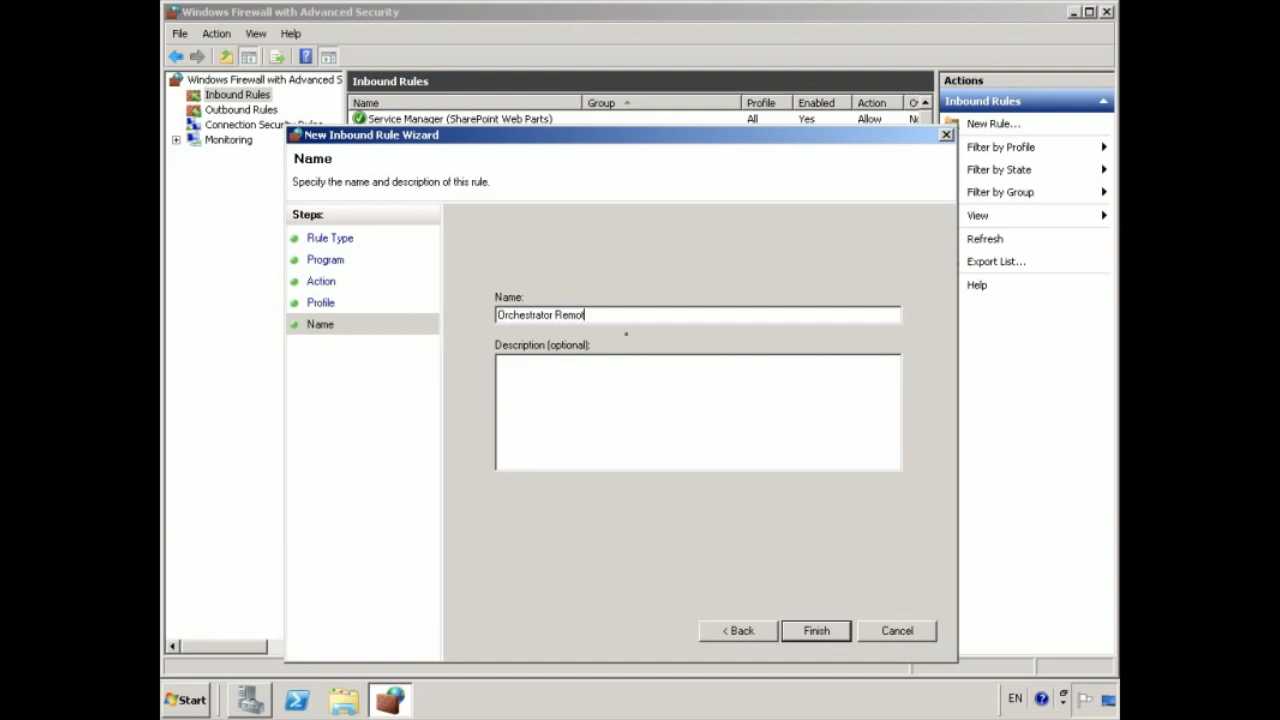 Windows Firewall with Advanced Security
File Action View Help
Windows Firewall with Advanced S
Inbound Rules
Outbound Rules
Connection Security Rules
Monitoring
Inbound Rules
Name Group Profile Enabled Action
Service Manager (SharePoint Web Parts) All Yes Allow
Actions
Inbound Rules
New Rule...
Filter by Profile
Filter by State
Filter by Group
View
Refresh
Export List...
Help
New Inbound Rule Wizard
Name
Specify the name and description of this rule.
Steps:
Rule Type
Program
Action
Profile
Name
Name:
Orchestrator Remot
Description (optional):
< Back Finish Cancel
Start
EN